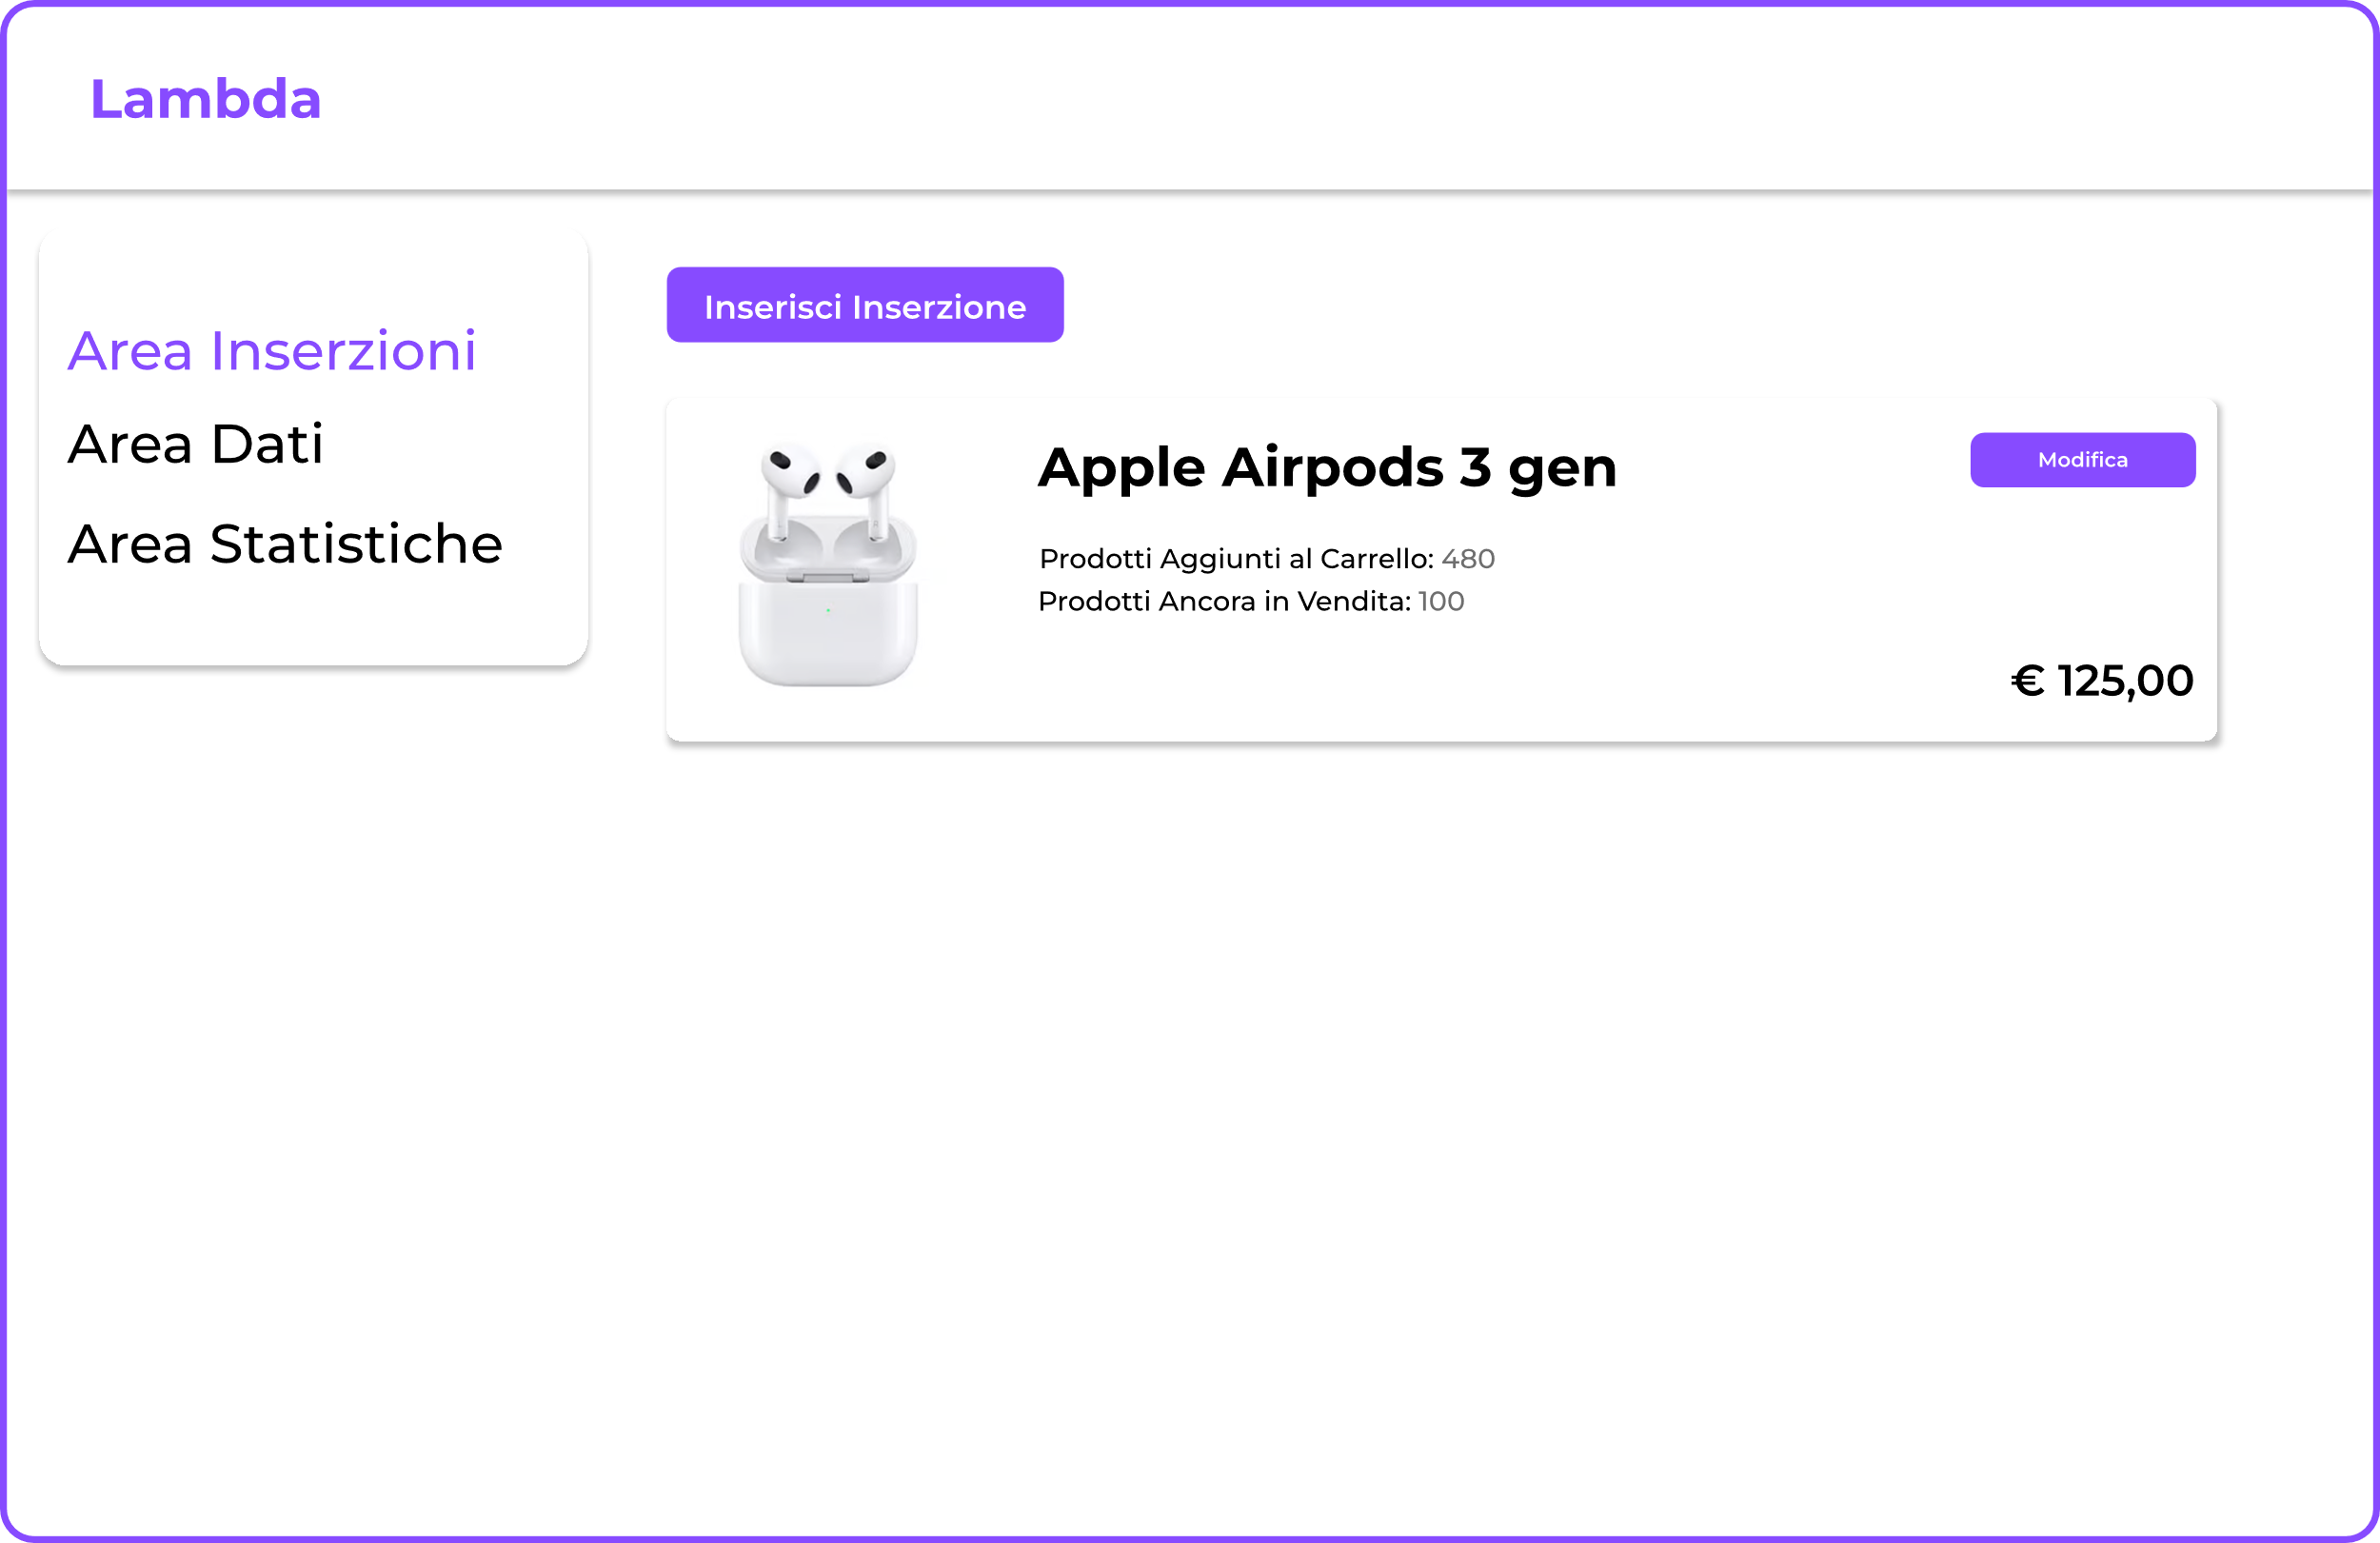 Lambda
Area Inserzioni
Area Dati
Area Statistiche
Inserisci Inserzione
Apple Airpods 3 gen
Modifica
Prodotti Aggiunti al Carrello: 480
Prodotti Ancora in Vendita: 100
€ 125,00